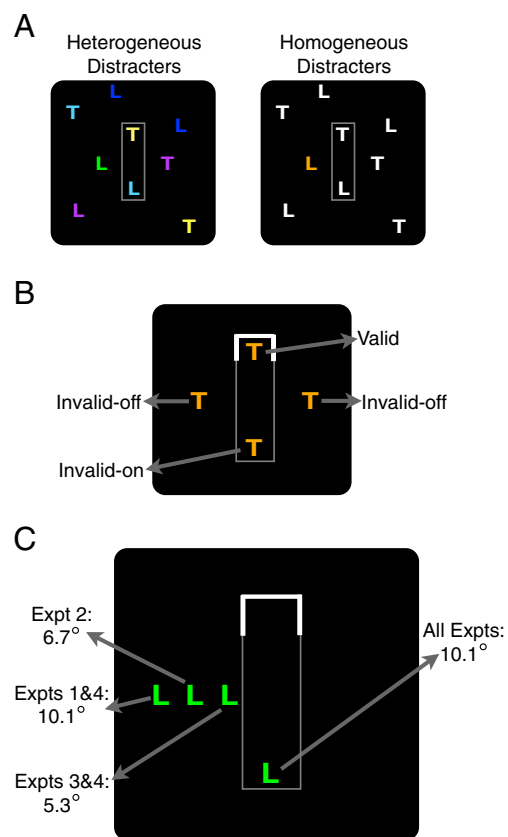 A
Heterogeneous Distracters
Homogeneous Distracters
L
T
L
T
L
T
L
L
T
L
T
L
T
L
T
L
L
T
B
T
Valid
Invalid-off
T
T
Invalid-off
T
Invalid-on
C
Expt 2:
6.7°
All Expts:
10.1°
Expts 1&4:
10.1°
L L L
Expts 3&4:
5.3°
L